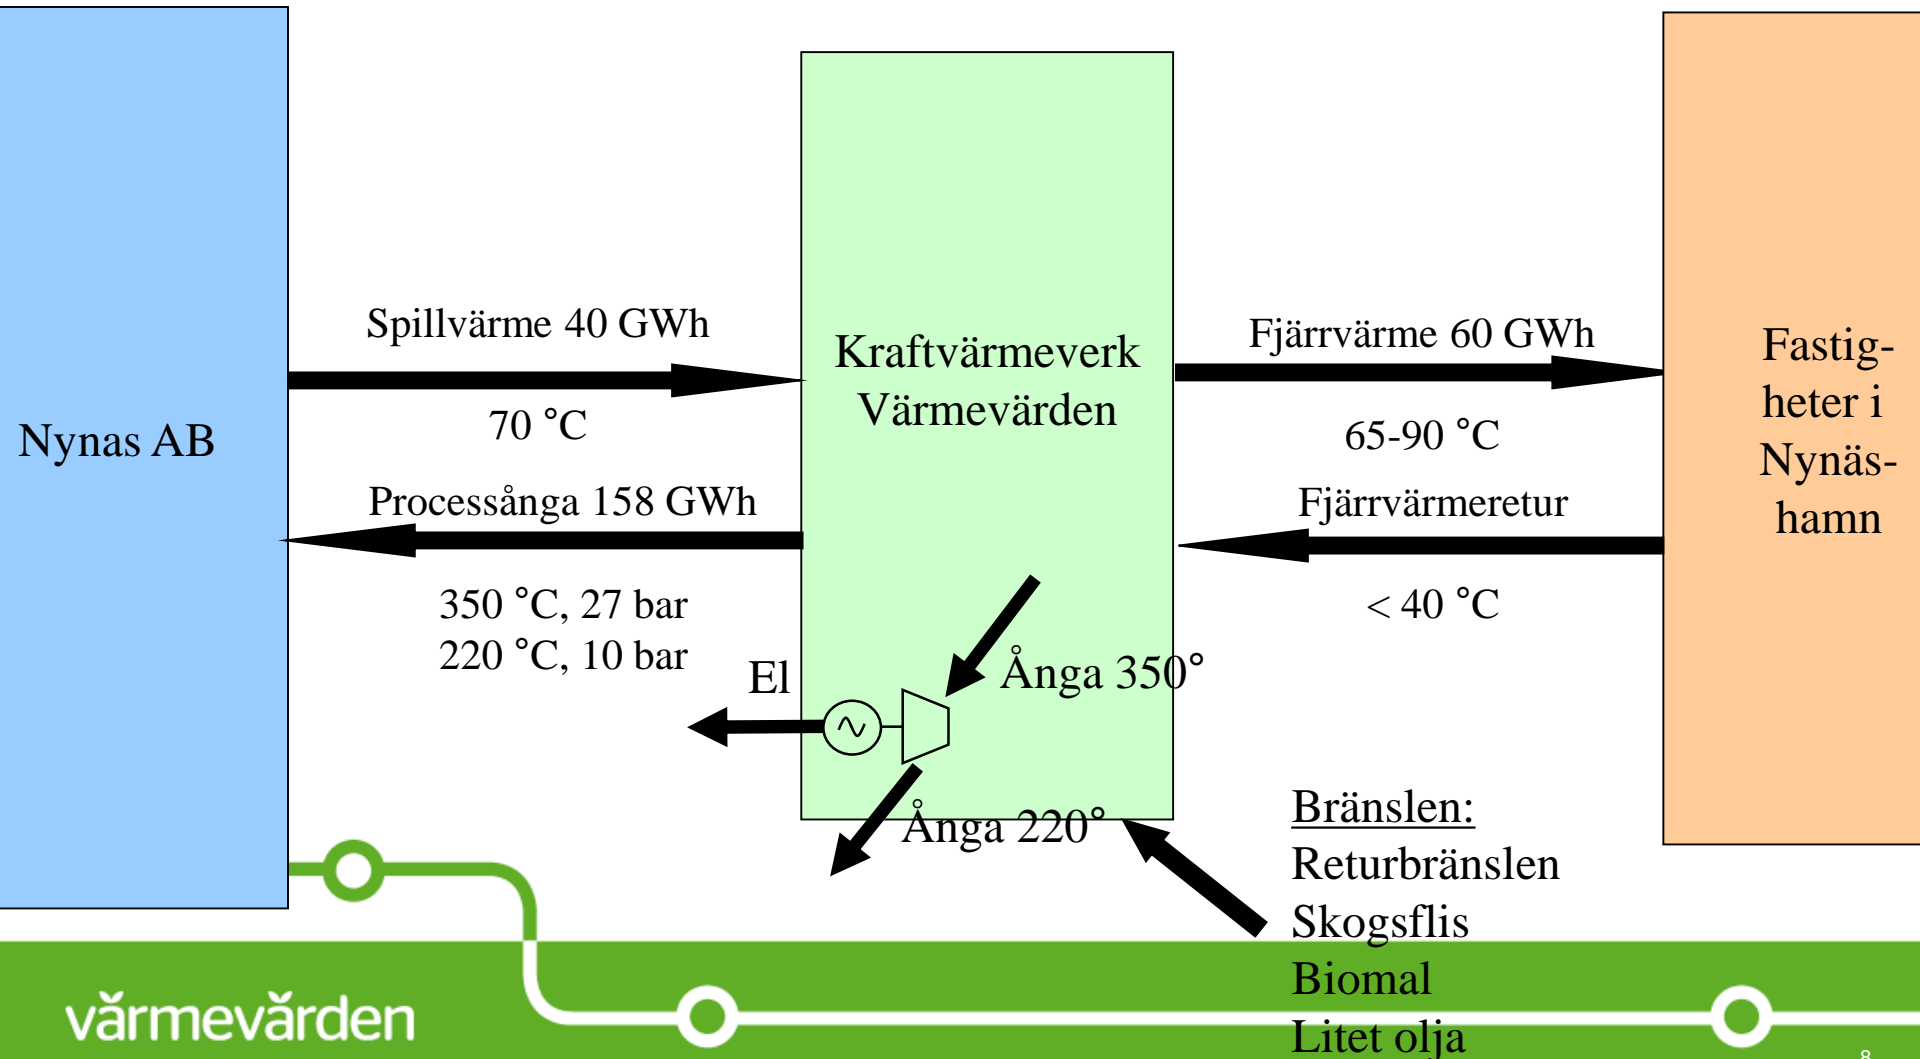 Nynas AB
Spillvärme 40 GWh
70 °C
Processånga 158 GWh
350 °C, 27 bar
220 °C, 10 bar
El
Kraftvärmeverk
Värmevärden
Ånga 350°
Ånga 220°
Fjärrvärme 60 GWh
65-90 °C
Fjärrvärmeretur
< 40 °C
Fastig-
heter i
Nynäs-
hamn
Bränslen:
Returbränslen
Skogsflis
Biomal
Litet olja
värmevärden
8